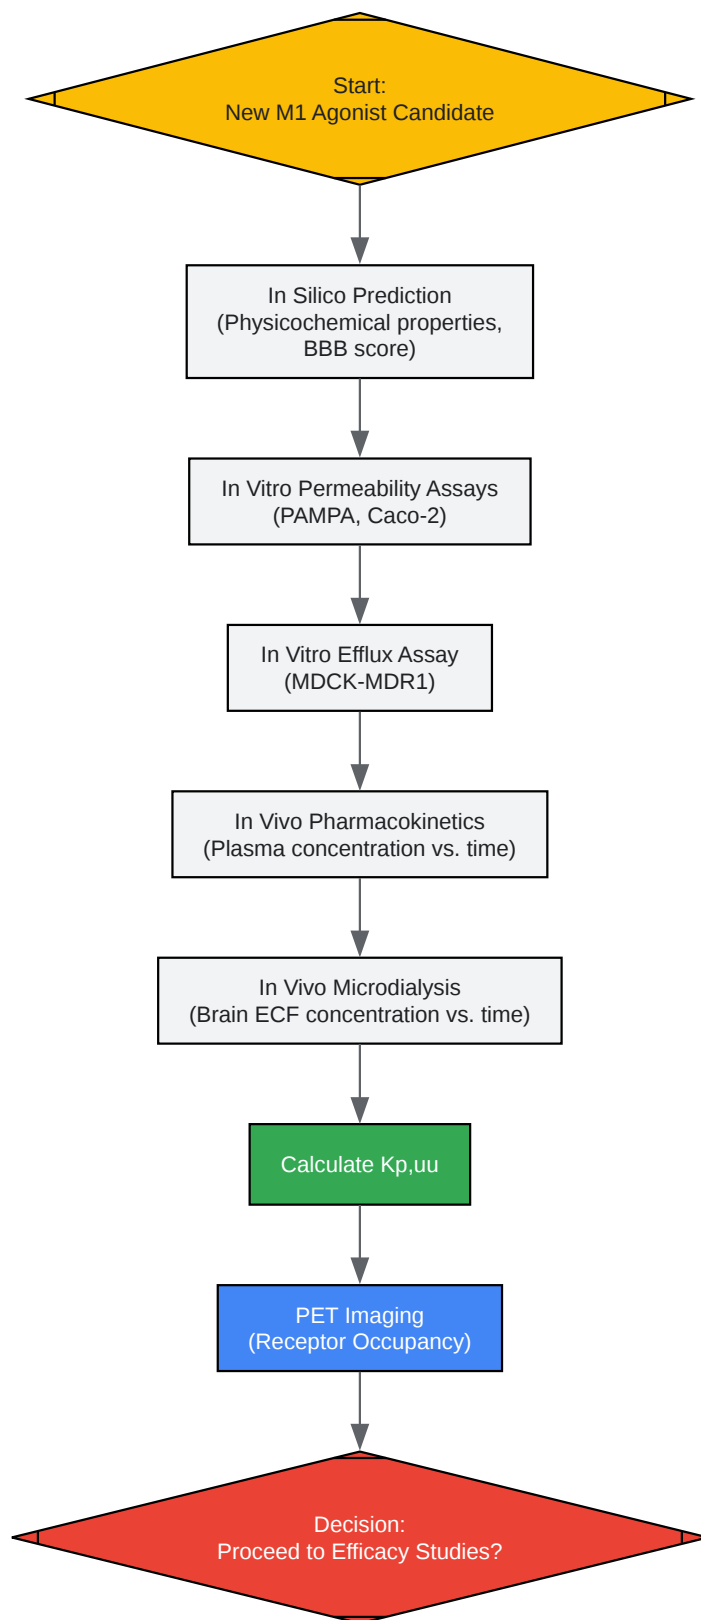 Start:
New M1 Agonist Candidate
In Silico Prediction
(Physicochemical properties,
BBB score)
In Vitro Permeability Assays
(PAMPA, Caco-2)
In Vitro Efflux Assay
(MDCK-MDR1)
In Vivo Pharmacokinetics
(Plasma concentration vs. time)
In Vivo Microdialysis
(Brain ECF concentration vs. time)
Calculate Kp,uu
PET Imaging
(Receptor Occupancy)
Decision:
Proceed to Efficacy Studies?